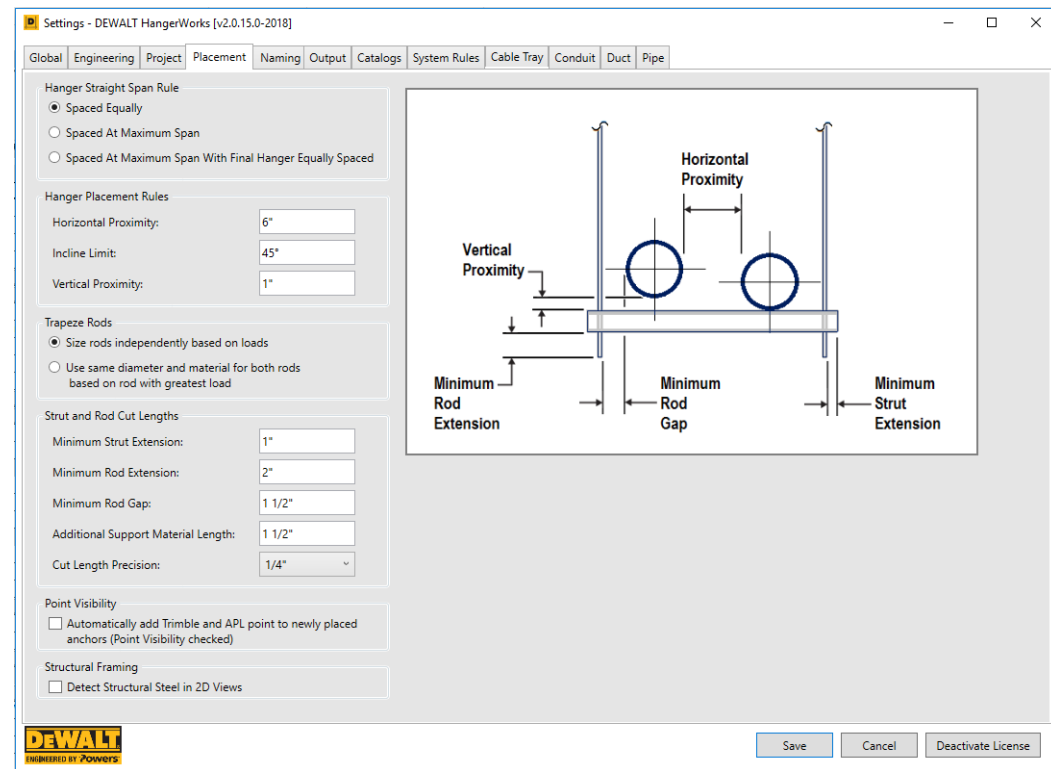 Settings - DEWALT HangerWorks [v2.0.15.0-2018]
Global Engineering Project Placement Naming Output Catalogs System Rules Cable Tray Conduit Duct Pipe
Hanger Straight Span Rule
Spaced Equally
Spaced At Maximum Span
Spaced At Maximum Span With Final Hanger Equally Spaced
Hanger Placement Rules
Horizontal Proximity: 6"
Incline Limit: 45°
Vertical Proximity: 1"
Trapeze Rods
Size rods independently based on loads
Use same diameter and material for both rods
based on rod with greatest load
Strut and Rod Cut Lengths
Minimum Strut Extension: 1"
Minimum Rod Extension: 2"
Minimum Rod Gap: 1 1/2"
Additional Support Material Length: 1 1/2"
Cut Length Precision: 1/4"
Point Visibility
Automatically add Trimble and APL point to newly placed
anchors (Point Visibility checked)
Structural Framing
Detect Structural Steel in 2D Views
Horizontal
Proximity
Vertical
Proximity
Minimum
Rod
Extension
Minimum
Rod
Gap
Minimum
Strut
Extension
DEWALT
ENGINEERED BY Powers
Save Cancel Deactivate License